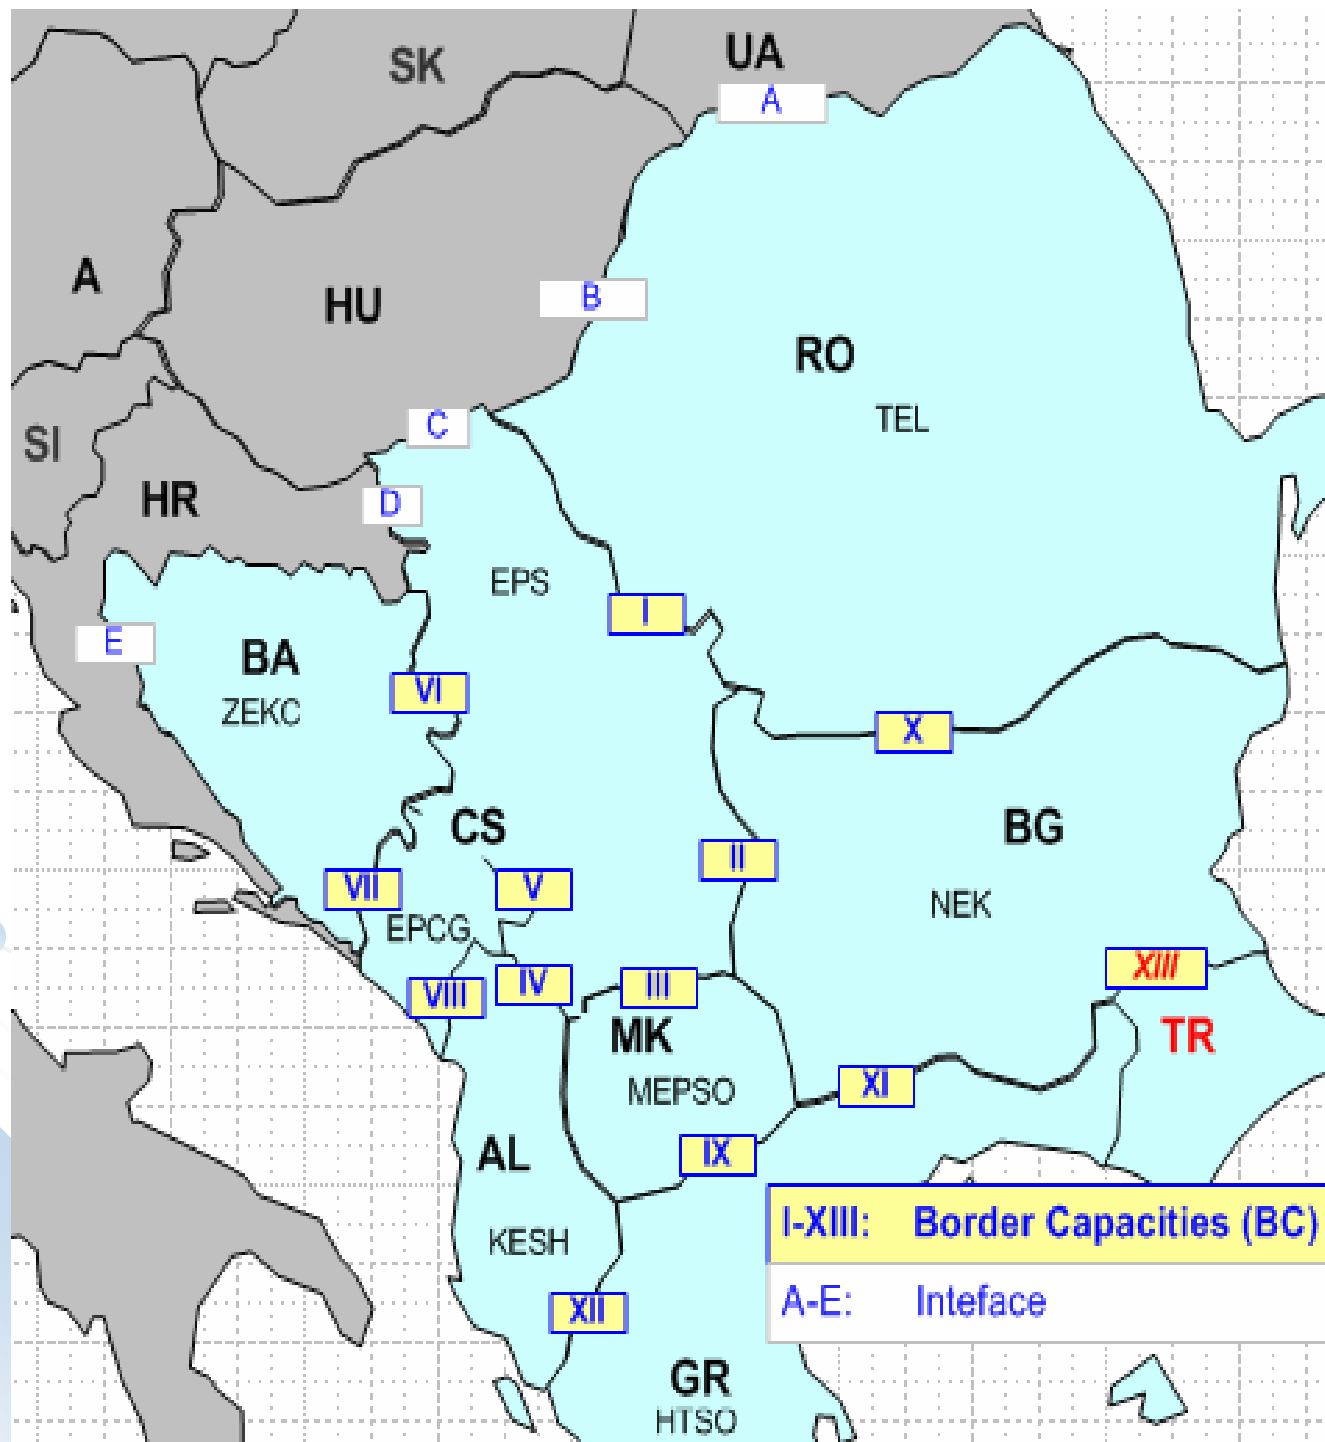 UA
SK
A
A
B
HU
RO
TEL
C
SI
HR
D
EPS
I
E
BA
ZEKC
VI
X
CS
BG
II
VII
V
NEK
EPCG
XIII
VIII
IV
III
MK
TR
MEPSO
XI
AL
IX
I-XIII: Border Capacities (BC)
KESH
A-E: Inteface
XII
GR
HTSO